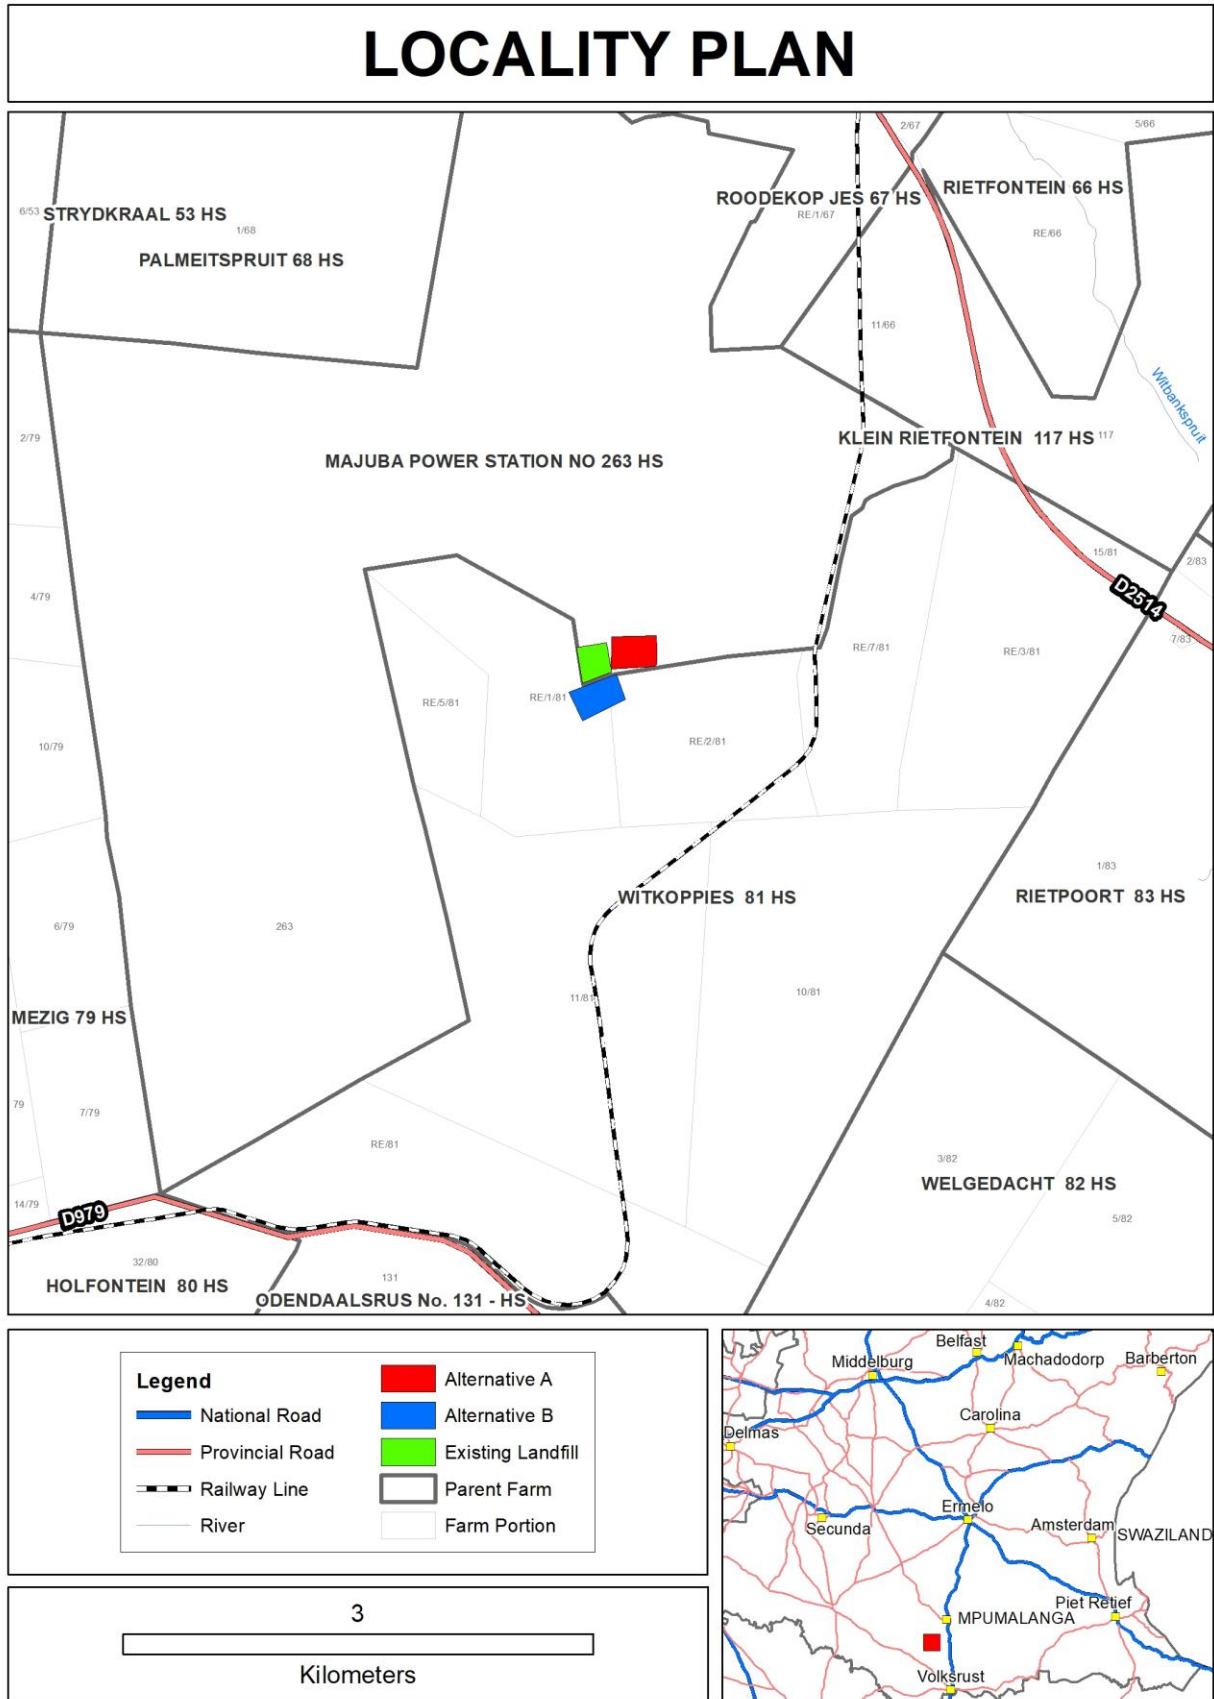 LOCALITY PLAN
2/67
5/66
6/53
STRYDKRAAL 53 HS
1/68
PALMEITSPRUIT 68 HS
ROODEKOP JES 67 HS
RE/1/67
RIETFONTEIN 66 HS
RE/66
11/66
Witbankspruit
2/79
MAJUBA POWER STATION NO 263 HS
KLEIN RIETFONTEIN 117 HS
117
15/81
2/83
D2514
7/83
4/79
RE/7/81
RE/3/81
RE/5/81
RE/1/81
RE/2/81
10/79
1/83
WITKOPPIES 81 HS
RIETPOORT 83 HS
6/79
263
11/81
10/81
MEZIG 79 HS
79
7/79
RE/81
3/82
WELGEDACHT 82 HS
5/82
14/79
D979
32/80
HOLFONTEIN 80 HS
131
ODENDAALSRUS No. 131 - HS
4/82
Legend
National Road
Provincial Road
Railway Line
River
Alternative A
Alternative B
Existing Landfill
Parent Farm
Farm Portion
3
Kilometers
Belfast
Middelburg
Machadodorp
Barberton
Carolina
Delmas
Ermelo
Secunda
Amsterdam
SWAZILAND
Piet Retief
MPUMALANGA
Volksrust